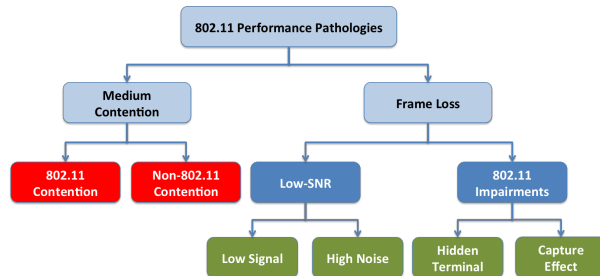 802.11 Performance Pathologies
Medium
Contention
Frame Loss
802.11
Contention
Non-802.11
Contention
Low-SNR
802.11
Impairments
Low Signal
High Noise
Hidden
Terminal
Capture
Effect